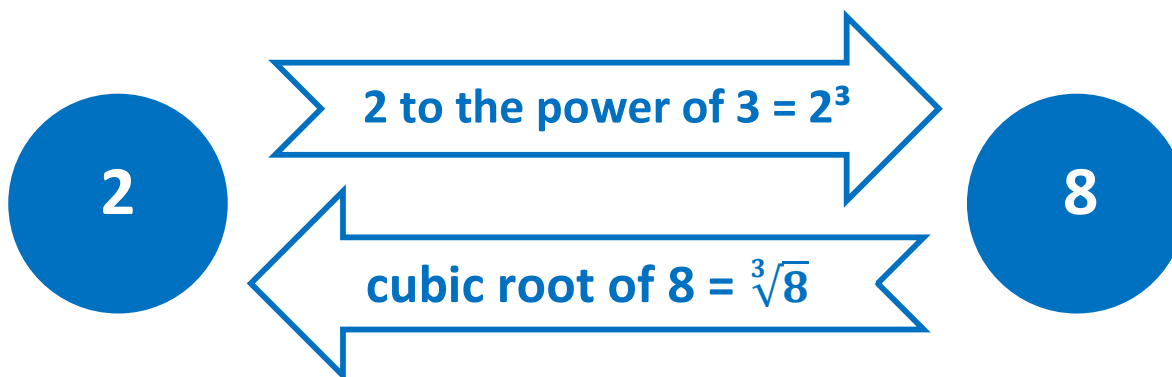 2 to the power of 3 = 2³
2
8
cubic root of 8 = ∛8